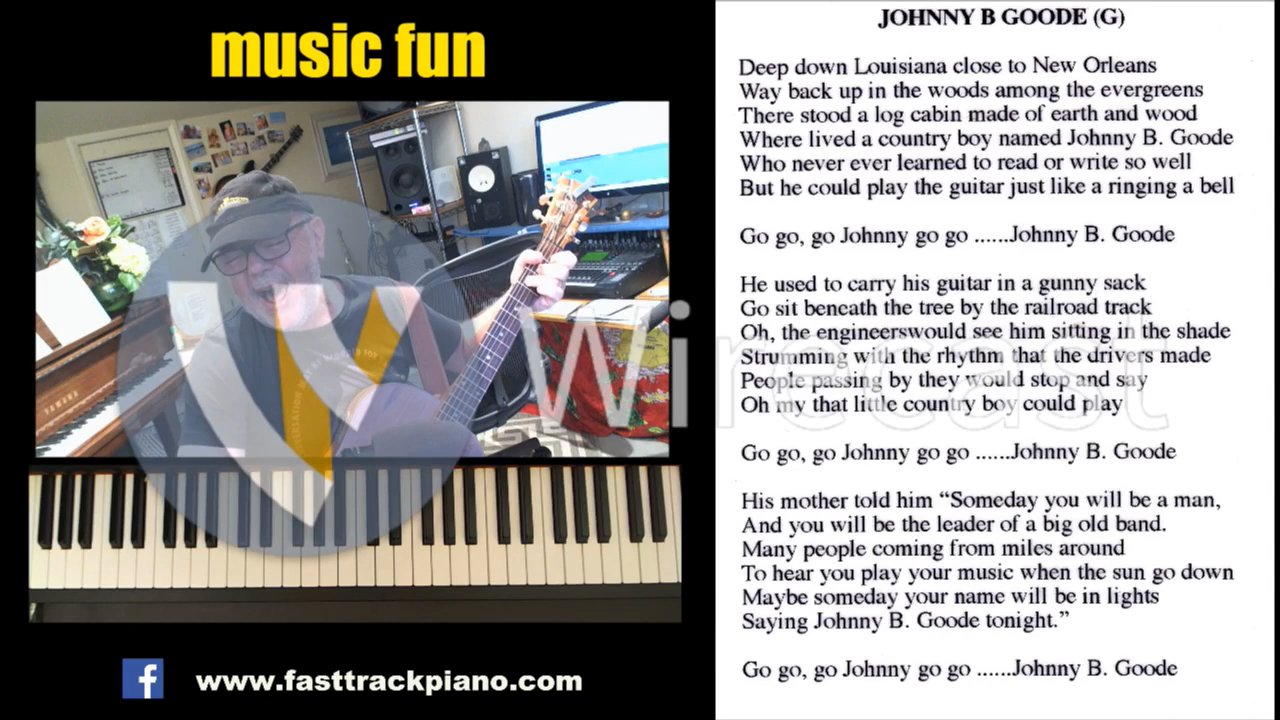 music fun
JOHNNY B GOODE (G)
Deep down Louisiana close to New Orleans
Way back up in the woods among the evergreens
There stood a log cabin made of earth and wood
Where lived a country boy named Johnny B. Goode
Who never ever learned to read or write so well
But he could play the guitar just like a ringing a bell
Go go, go Johnny go go ......Johnny B. Goode
He used to carry his guitar in a gunny sack
Go sit beneath the tree by the railroad track
Oh, the engineerswould see him sitting in the shade
Strumming with the rhythm that the drivers made
People passing by they would stop and say
Oh my that little country boy could play
Go go, go Johnny go go ......Johnny B. Goode
His mother told him “Someday you will be a man,
And you will be the leader of a big old band.
Many people coming from miles around
To hear you play your music when the sun go down
Maybe someday your name will be in lights
Saying Johnny B. Goode tonight.”
Go go, go Johnny go go ......Johnny B. Goode
Wirecast
YAMAHA
f www.fasttrackpiano.com